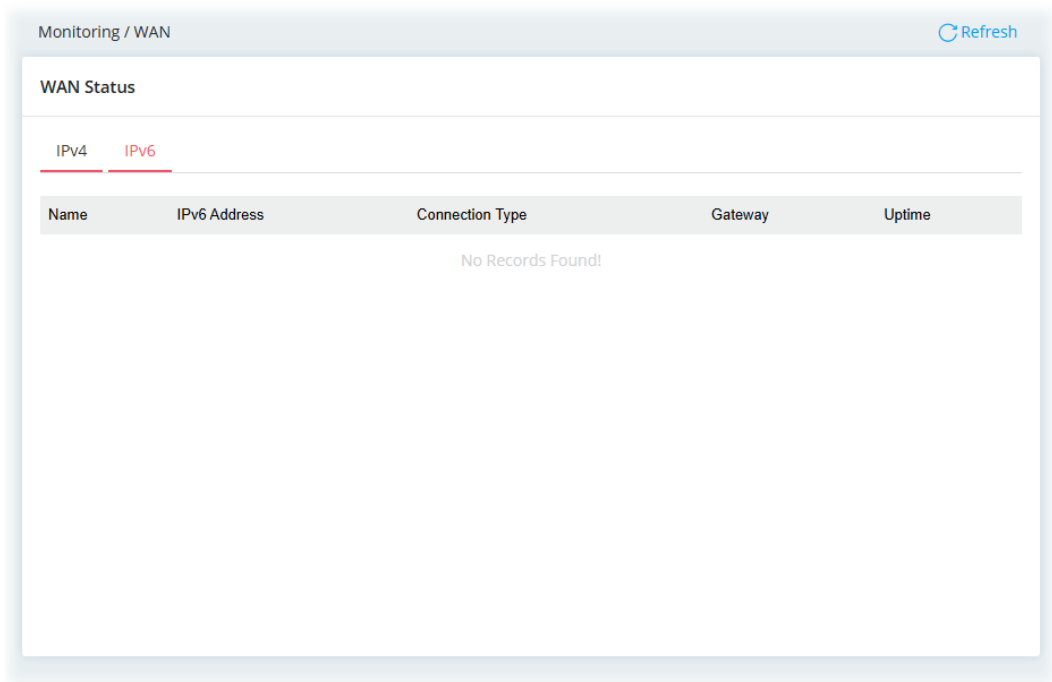 Monitoring / WAN Refresh
WAN Status
IPv4 IPv6
Name IPv6 Address Connection Type Gateway Uptime
No Records Found!